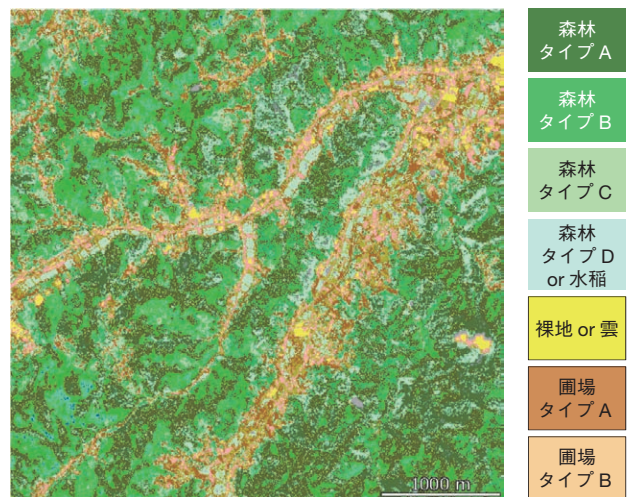 森林
タイプ A
森林
タイプ B
森林
タイプ C
森林
タイプ D
or 水稲
裸地 or 雲
圃場
タイプ A
圃場
タイプ B
1000 m